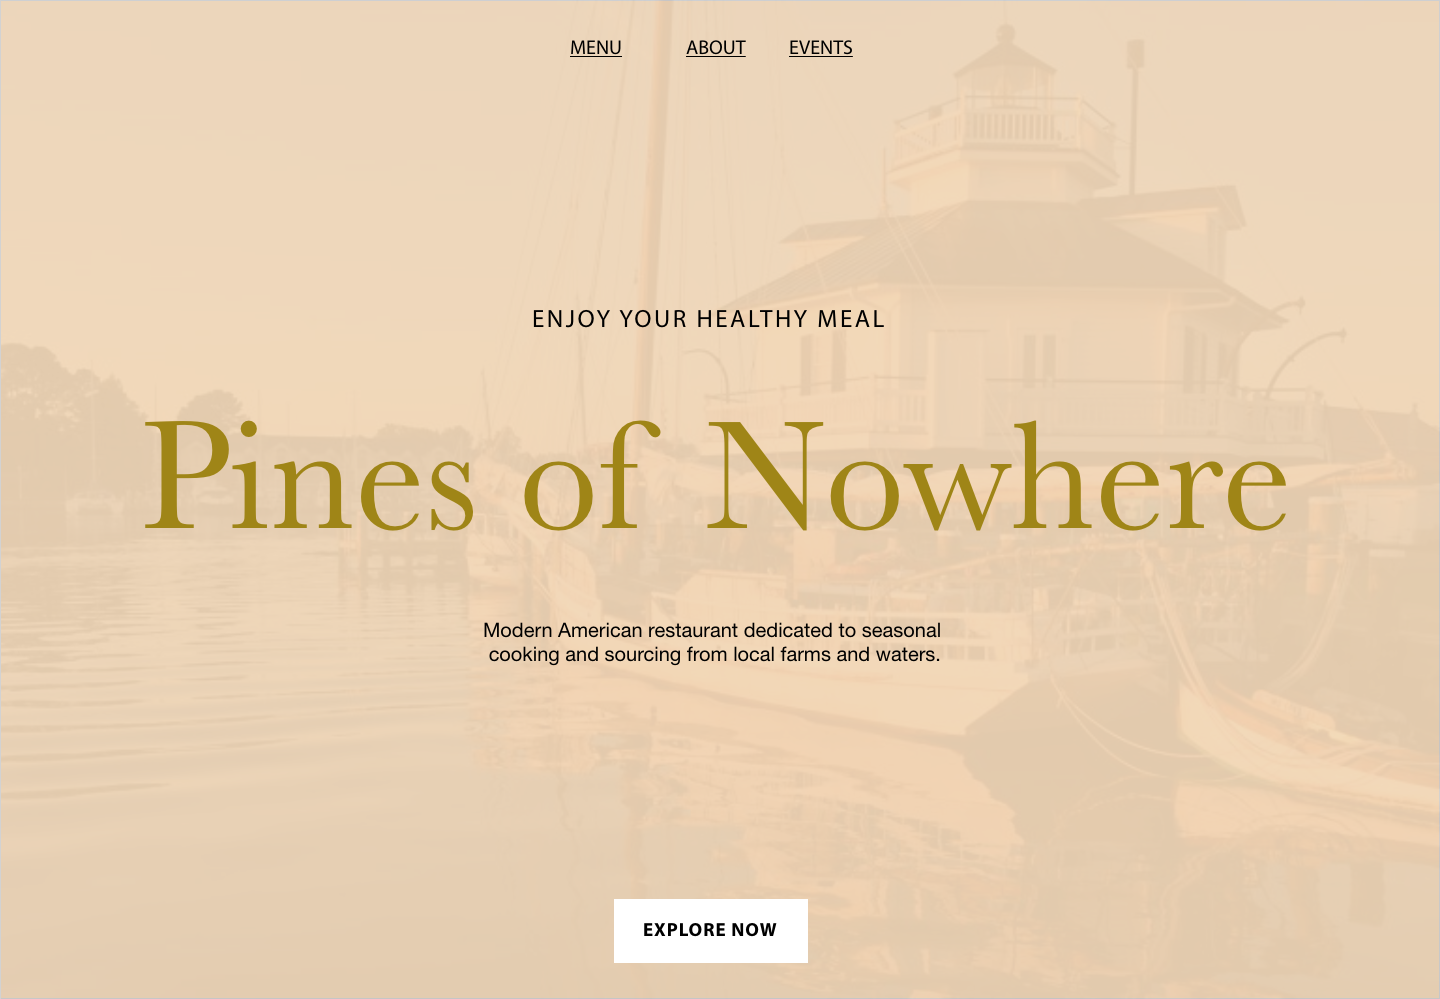 MENU ABOUT EVENTS
ENJOY YOUR HEALTHY MEAL
Pines of Nowhere
Modern American restaurant dedicated to seasonal
cooking and sourcing from local farms and waters.
EXPLORE NOW